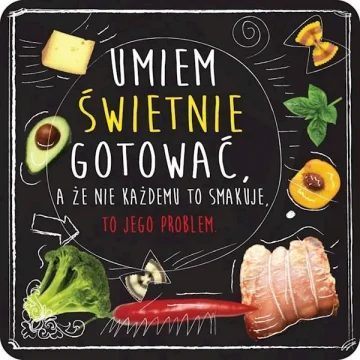 UMIEM
ŚWIETNIE
GOTOWAĆ,
A ŻE NIE KAŻDEMU TO SMAKUJE,
TO JEGO PROBLEM.